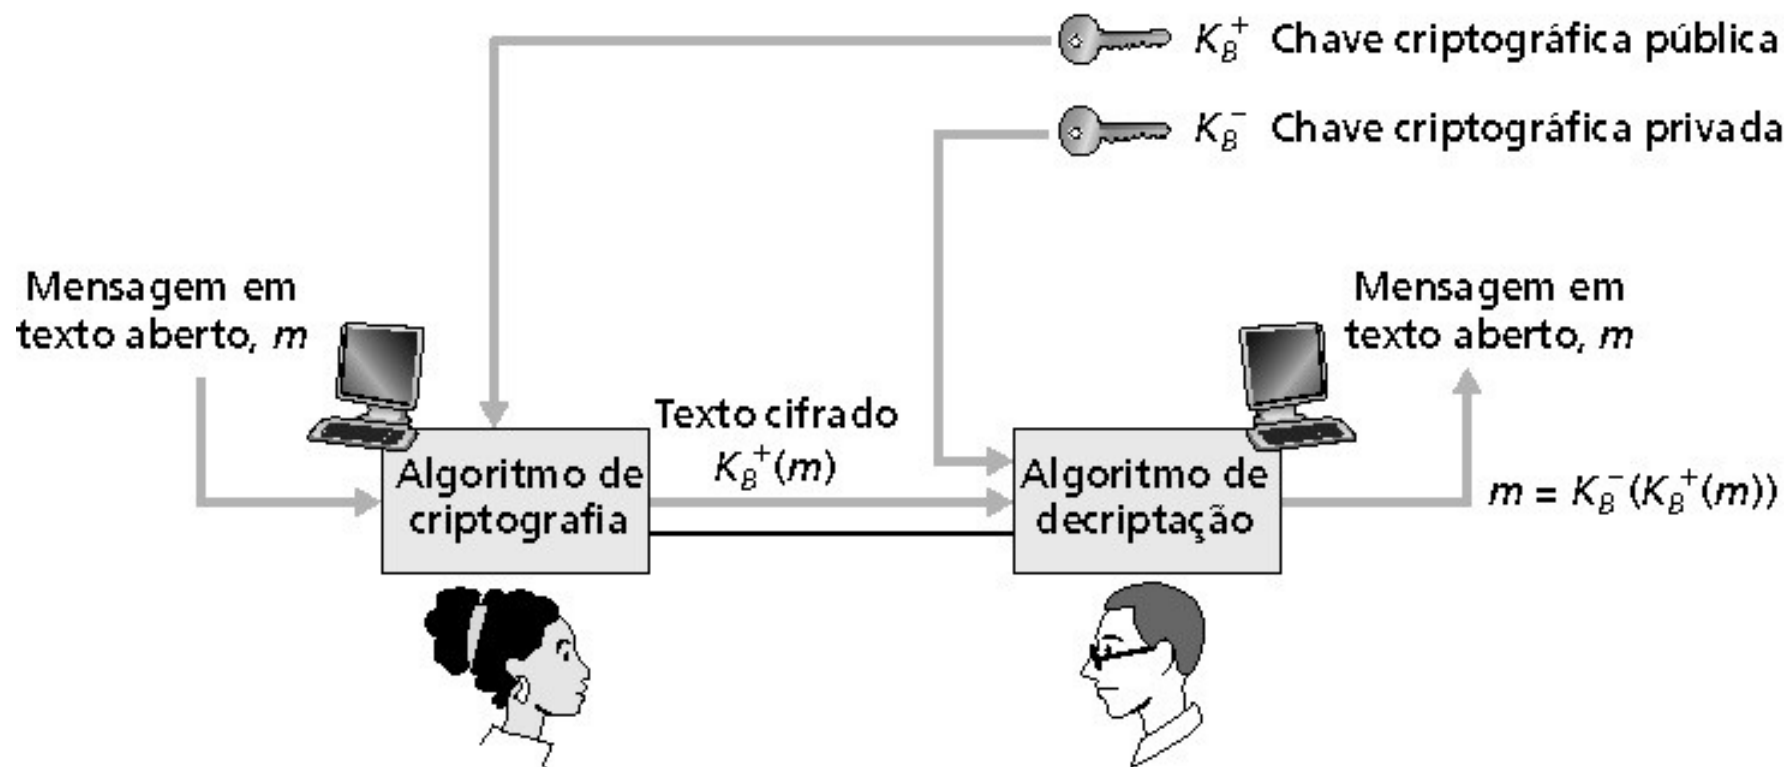 K_B^+ Chave criptográfica pública
K_B^- Chave criptográfica privada
Mensagem em
texto aberto, m
Mensagem em
texto aberto, m
Texto cifrado
K_B^+(m)
Algoritmo de
criptografia
Algoritmo de
decriptação
m = K_B^-(K_B^+(m))